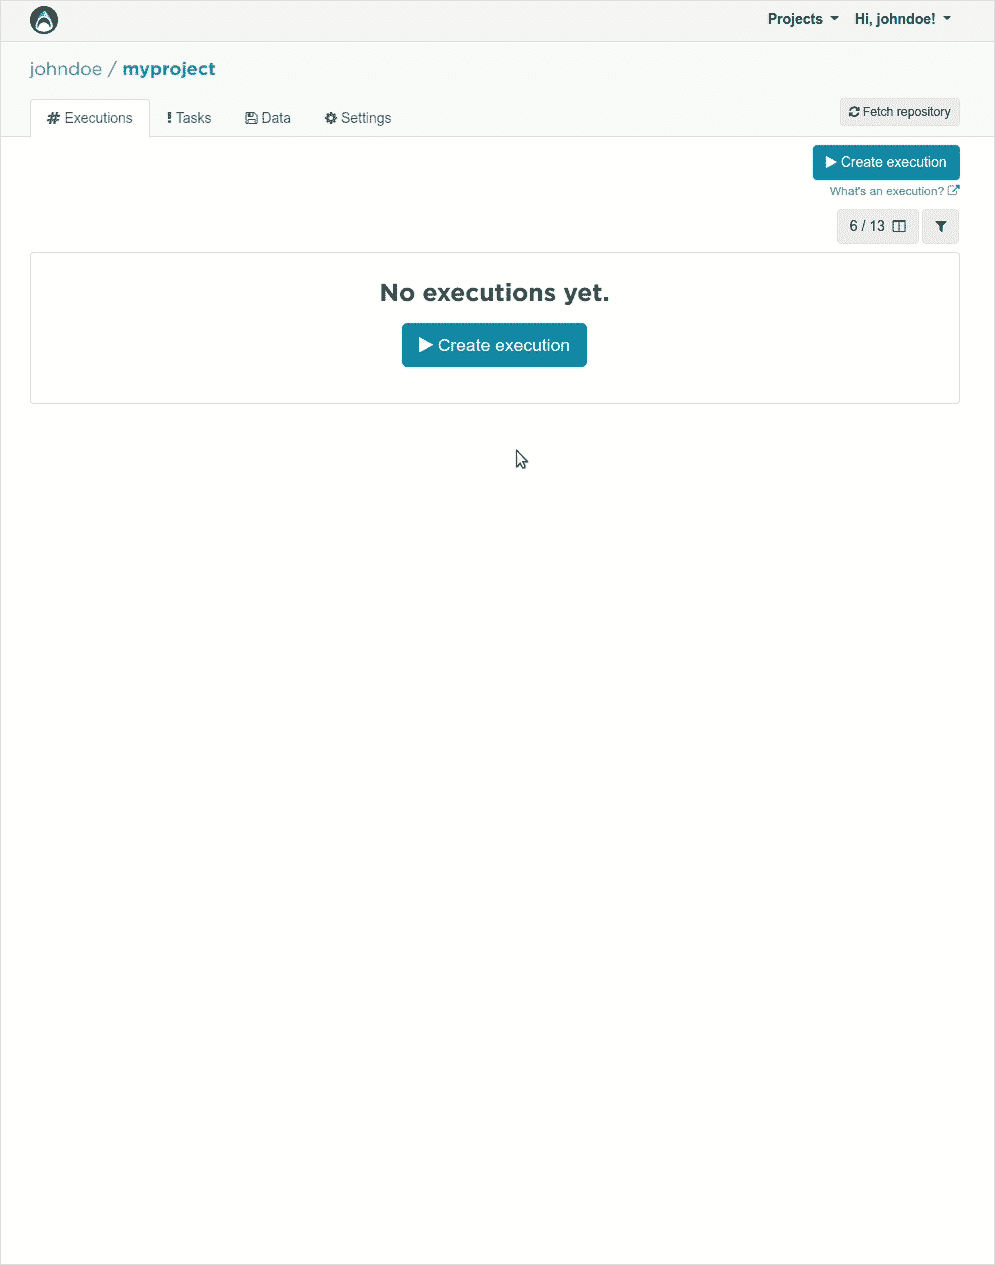 Projects Hi, johndoe!
johndoe / myproject
# Executions ! Tasks Data Settings Fetch repository
Create execution
What's an execution?
6 / 13
No executions yet.
Create execution